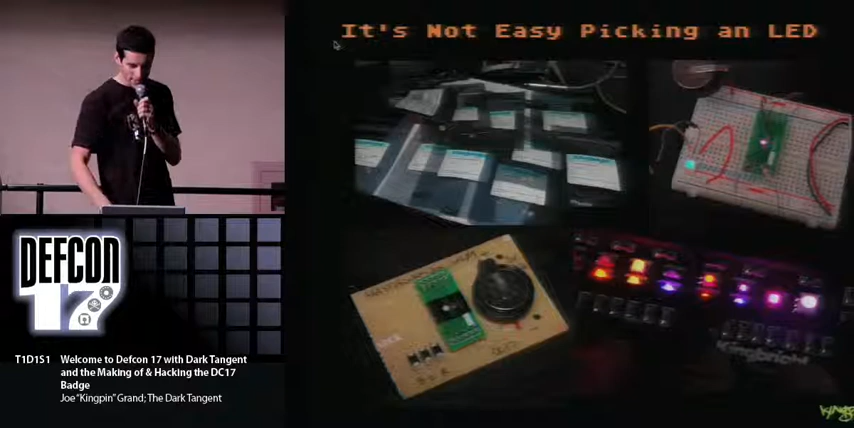 It's Not Easy Picking an LED
DEFCON
17
T1D1S1 Welcome to Defcon 17 with Dark Tangent
and the Making of & Hacking the DC17
Badge
Joe "Kingpin" Grand; The Dark Tangent